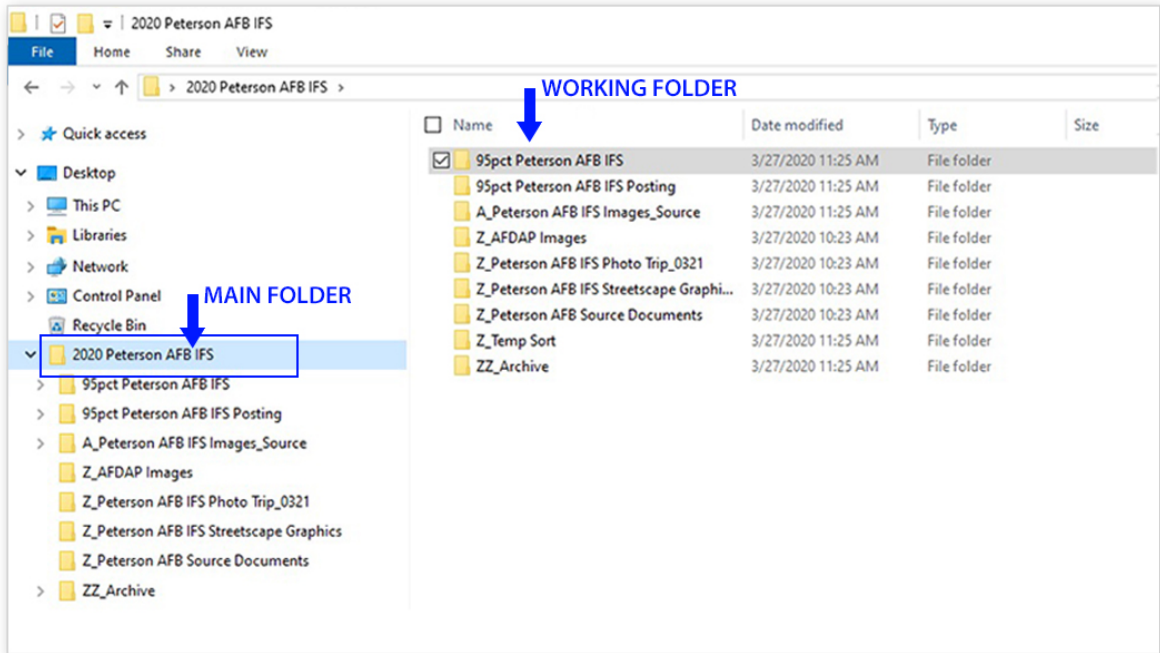 2020 Peterson AFB IFS
File Home Share View
2020 Peterson AFB IFS
WORKING FOLDER
Name Date modified Type Size
Quick access
Desktop
This PC
Libraries
Network
Control Panel
MAIN FOLDER
Recycle Bin
2020 Peterson AFB IFS
95pct Peterson AFB IFS
95pct Peterson AFB IFS Posting
A_Peterson AFB IFS Images_Source
Z_AFDAP Images
Z_Peterson AFB IFS Photo Trip_0321
Z_Peterson AFB IFS Streetscape Graphics
Z_Peterson AFB Source Documents
ZZ_Archive
95pct Peterson AFB IFS 3/27/2020 11:25 AM File folder
95pct Peterson AFB IFS Posting 3/27/2020 11:25 AM File folder
A_Peterson AFB IFS Images_Source 3/27/2020 11:25 AM File folder
Z_AFDAP Images 3/27/2020 10:23 AM File folder
Z_Peterson AFB IFS Photo Trip_0321 3/27/2020 10:23 AM File folder
Z_Peterson AFB IFS Streetscape Graphi... 3/27/2020 10:23 AM File folder
Z_Peterson AFB Source Documents 3/27/2020 10:23 AM File folder
Z_Temp Sort 3/27/2020 11:25 AM File folder
ZZ_Archive 3/27/2020 11:25 AM File folder